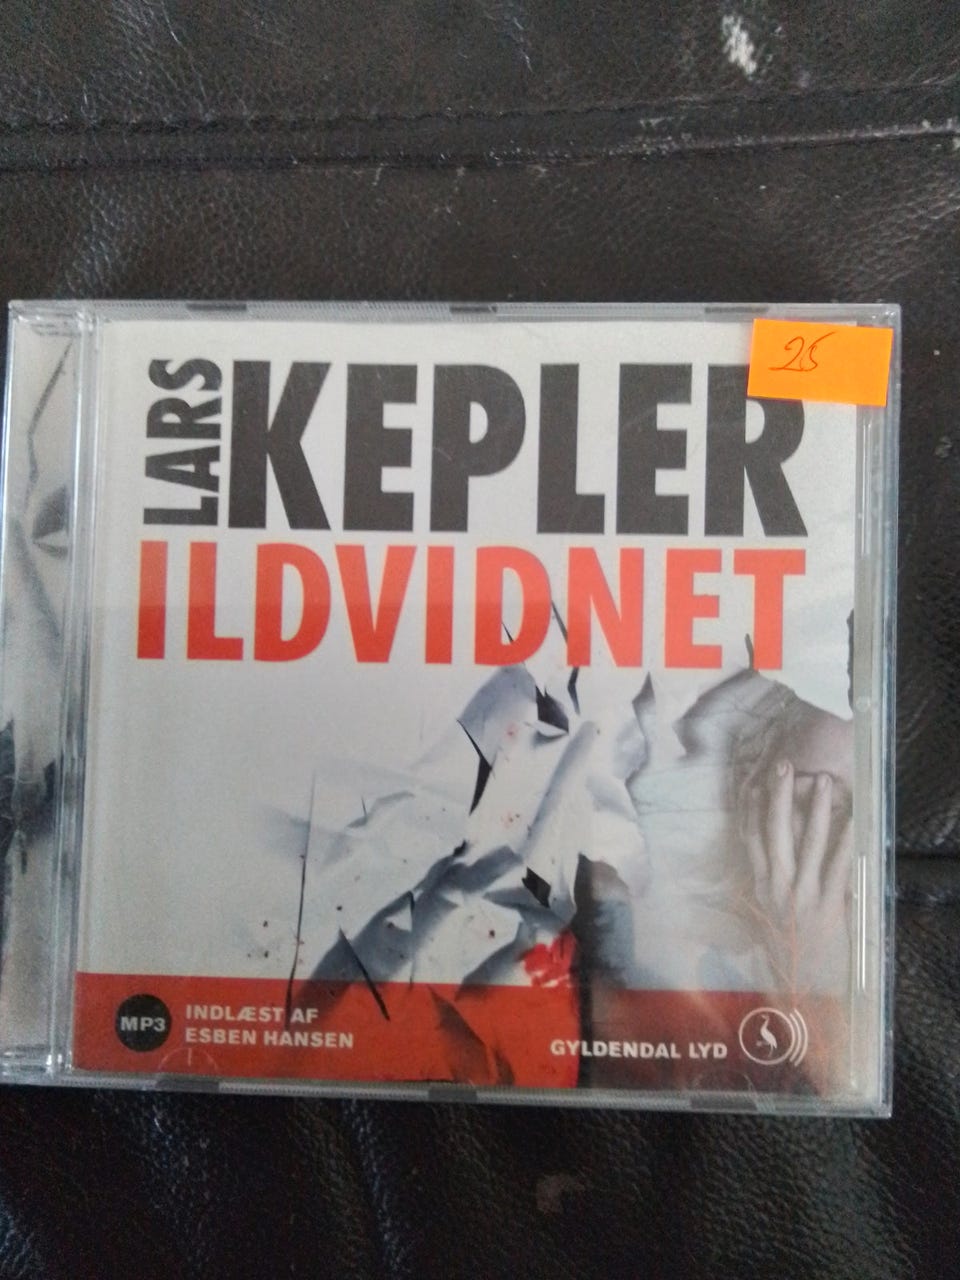 25
LARS
KEPLER
ILDVIDNET
MP3
INDLÆST AF
ESBEN HANSEN
GYLDENDAL LYD